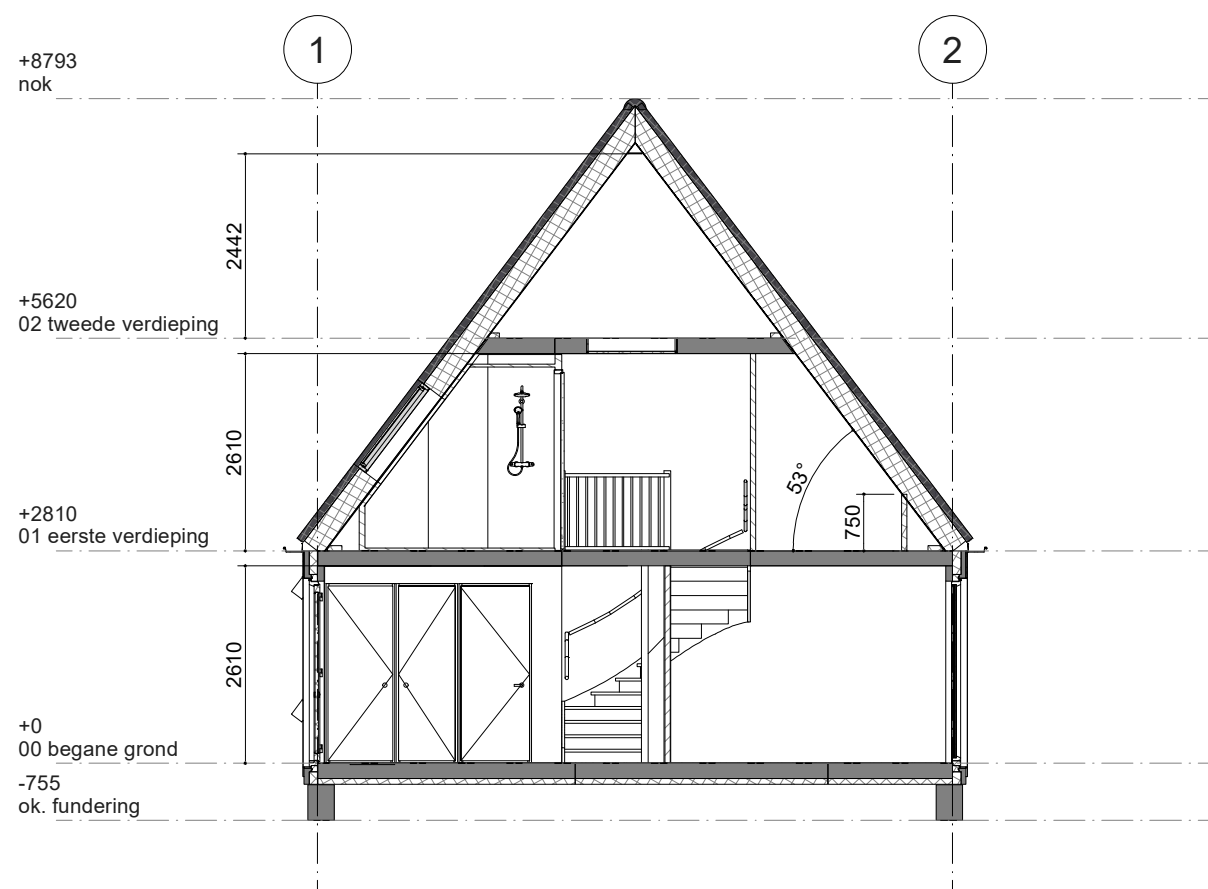 1
2
+8793
nok
2442
+5620
02 tweede verdieping
2610
53°
750
+2810
01 eerste verdieping
2610
+0
00 begane grond
-755
ok. fundering